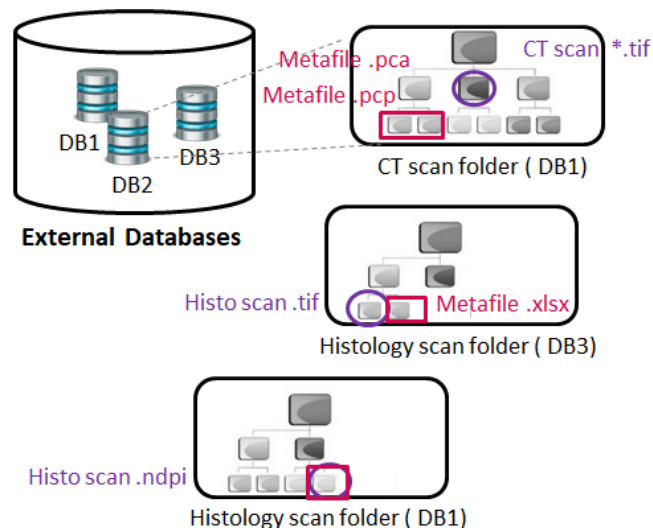 Metafile .pca
CT scan *.tif
Metafile .pcp
DB1
DB3
DB2
CT scan folder ( DB1)
External Databases
Histo scan .tif
Metafile .xlsx
Histology scan folder ( DB3)
Histo scan .ndpi
Histology scan folder ( DB1)